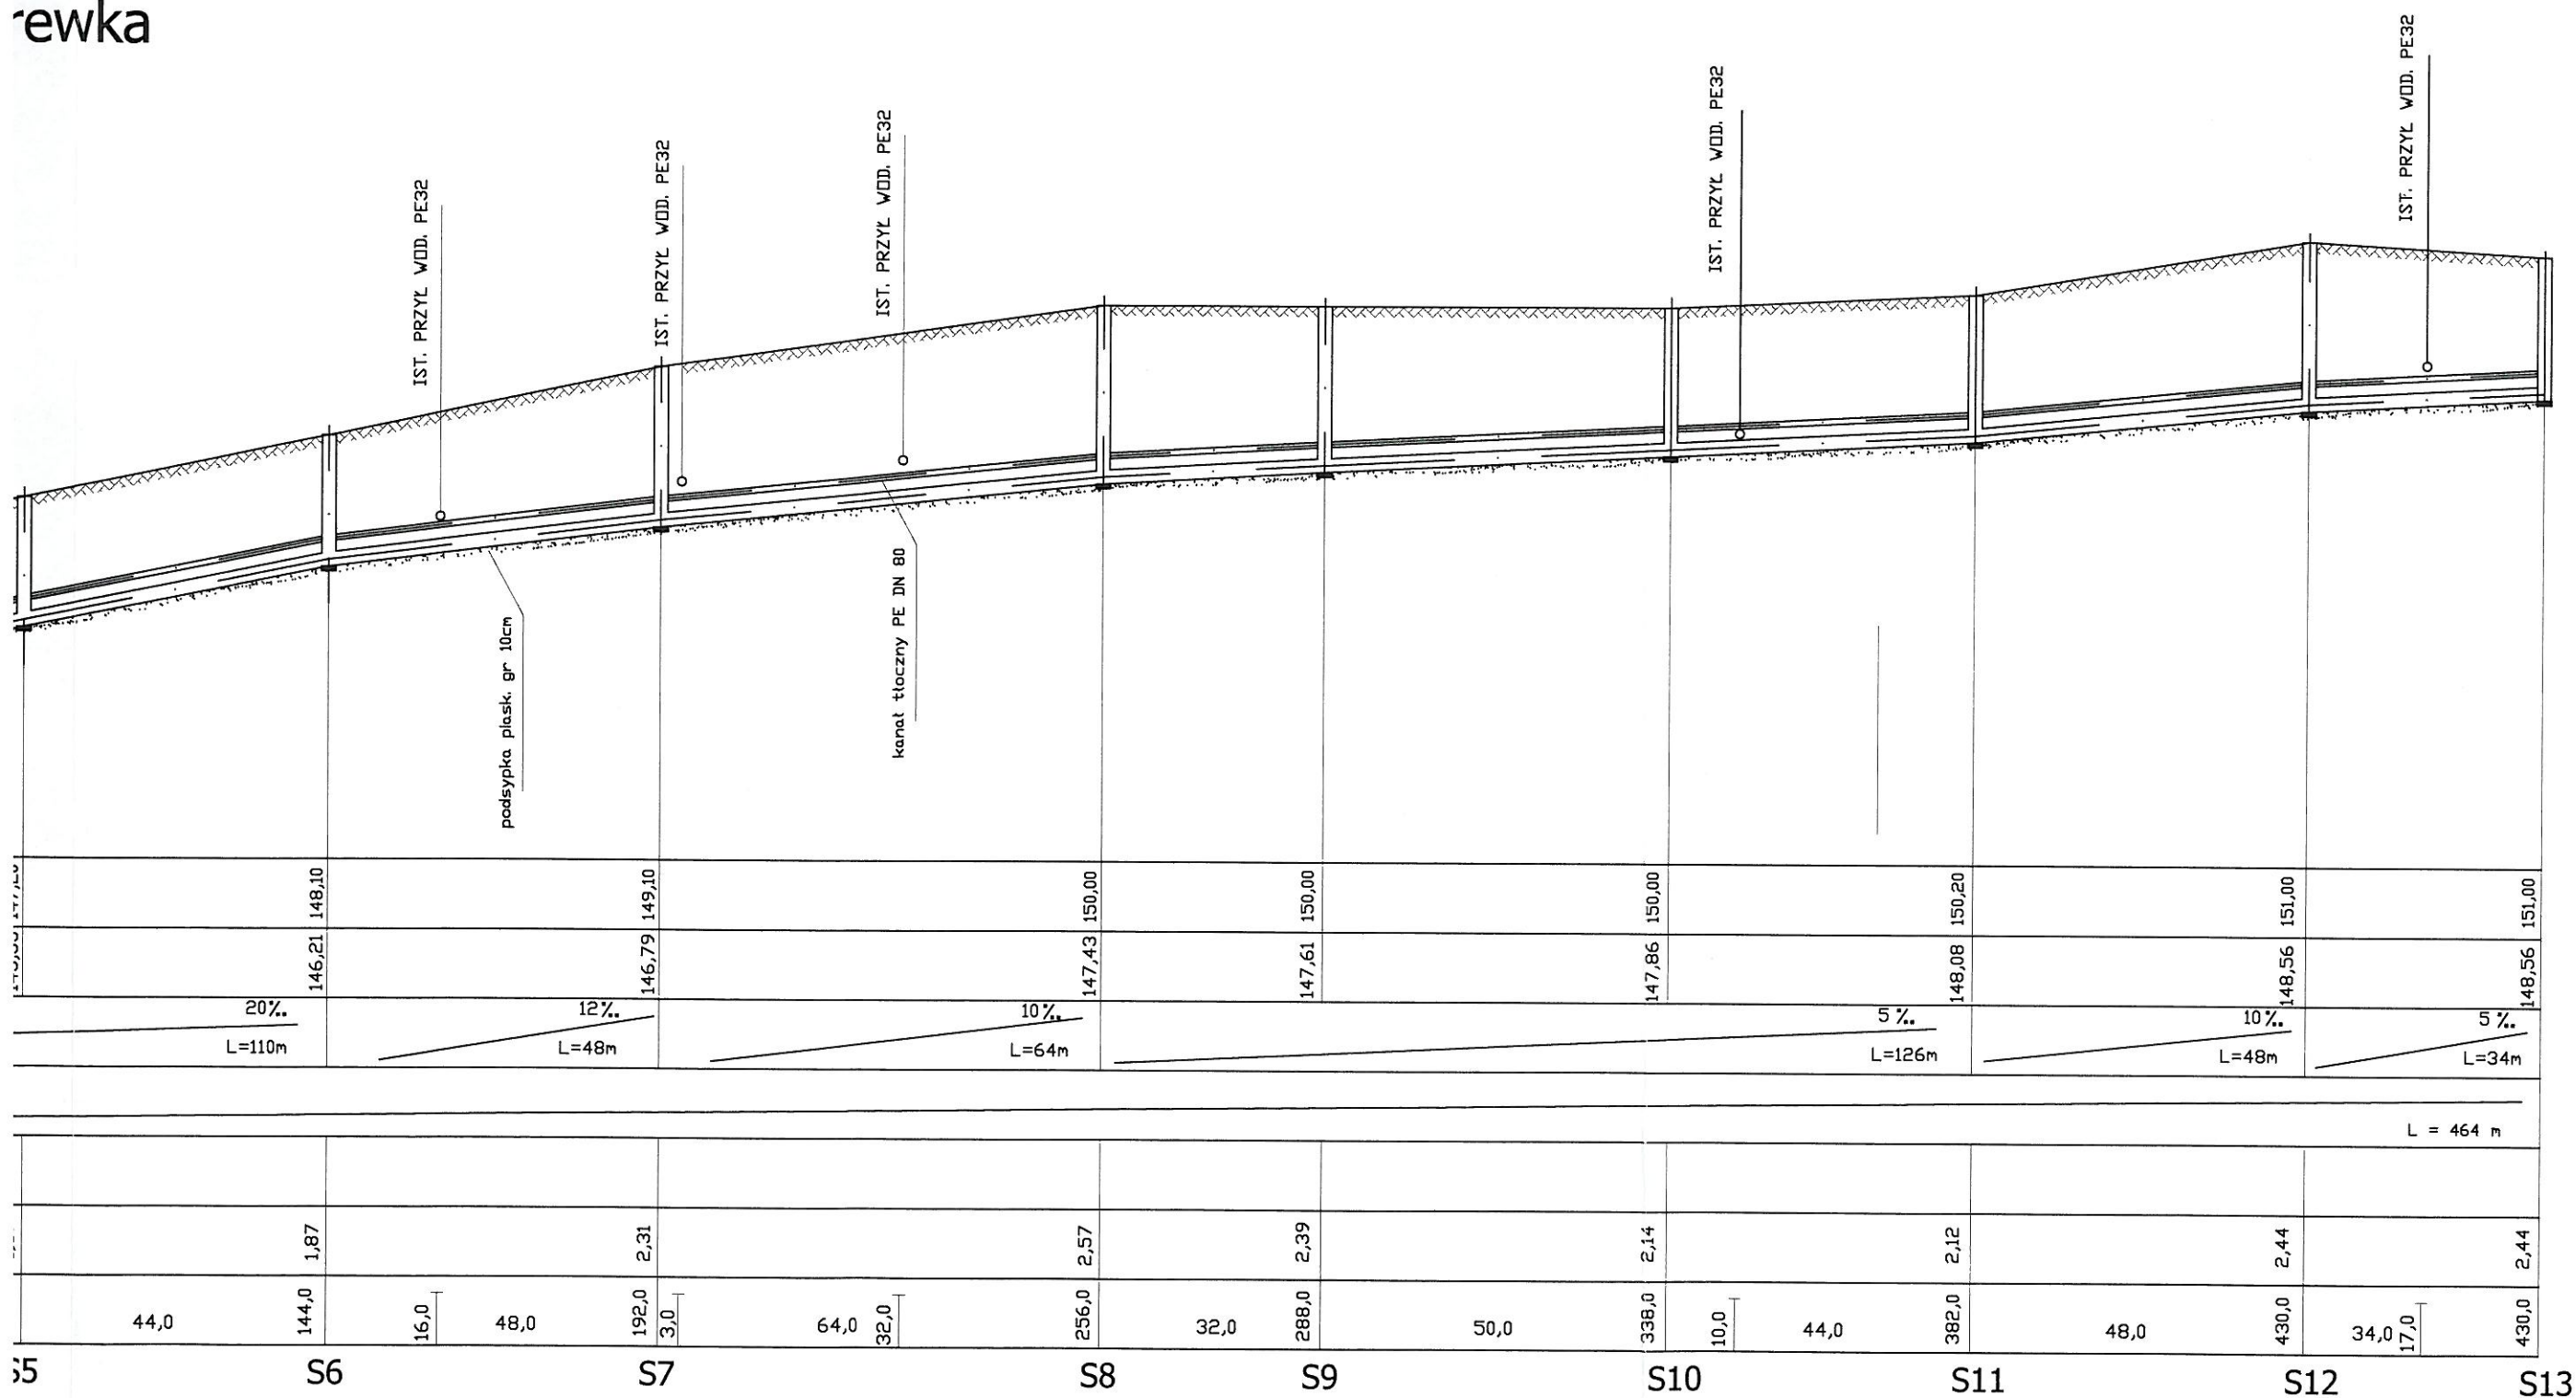 rewka
IST. PRZYŁ WOD. PE32
IST. PRZYŁ WOD. PE32
IST. PRZYŁ WOD. PE32
IST. PRZYŁ WOD. PE32
IST. PRZYŁ WOD. PE32
podsypka piask. gr 10cm
kanał tłoczny PE DN 80
148,10 149,10 150,00 150,00 150,00 150,20 151,00 151,00
146,21 146,79 147,43 147,61 147,86 148,08 148,56 148,56
20‰ 12‰ 10‰ 5‰ 10‰ 5‰
L=110m L=48m L=64m L=126m L=48m L=34m
L = 464 m
1,87 2,31 2,57 2,39 2,14 2,12 2,44 2,44
44,0 144,0 16,0 48,0 192,0 3,0 64,0 32,0 256,0 32,0 288,0 50,0 338,0 10,0 44,0 382,0 48,0 430,0 34,0 17,0 430,0
S5 S6 S7 S8 S9 S10 S11 S12 S13